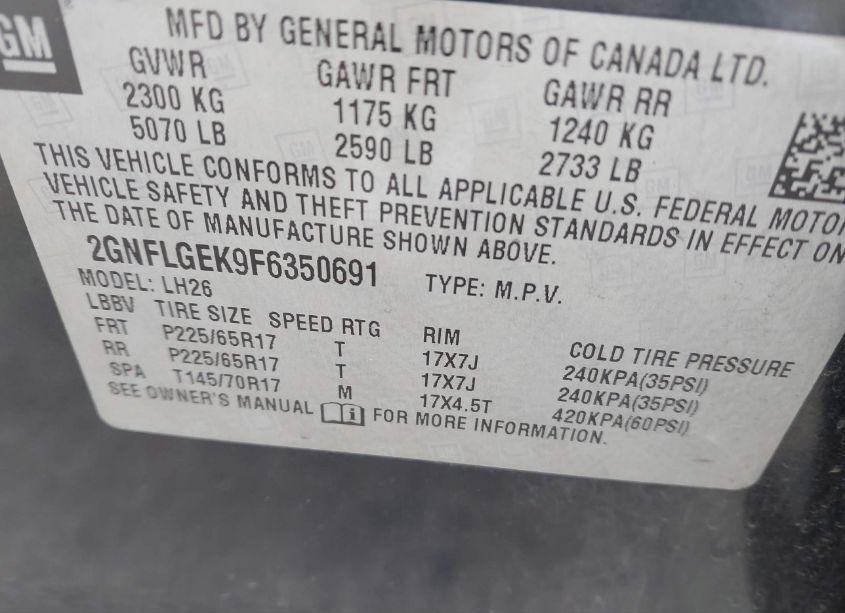 GM
MFD BY GENERAL MOTORS OF CANADA LTD.
GVWR GAWR FRT GAWR RR
2300 KG 1175 KG 1240 KG
5070 LB 2590 LB 2733 LB
THIS VEHICLE CONFORMS TO ALL APPLICABLE U.S. FEDERAL MOTO
VEHICLE SAFETY AND THEFT PREVENTION STANDARDS IN EFFECT ON
THE DATE OF MANUFACTURE SHOWN ABOVE.
2GNFLGEK9F6350691 TYPE: M.P.V.
MODEL: LH26
LBBV TIRE SIZE SPEED RTG RIM COLD TIRE PRESSURE
FRT P225/65R17 T 17X7J 240KPA(35PSI)
RR P225/65R17 T 17X7J 240KPA(35PSI)
SPA T145/70R17 M 17X4.5T 420KPA(60PSI)
SEE OWNER'S MANUAL i FOR MORE INFORMATION.